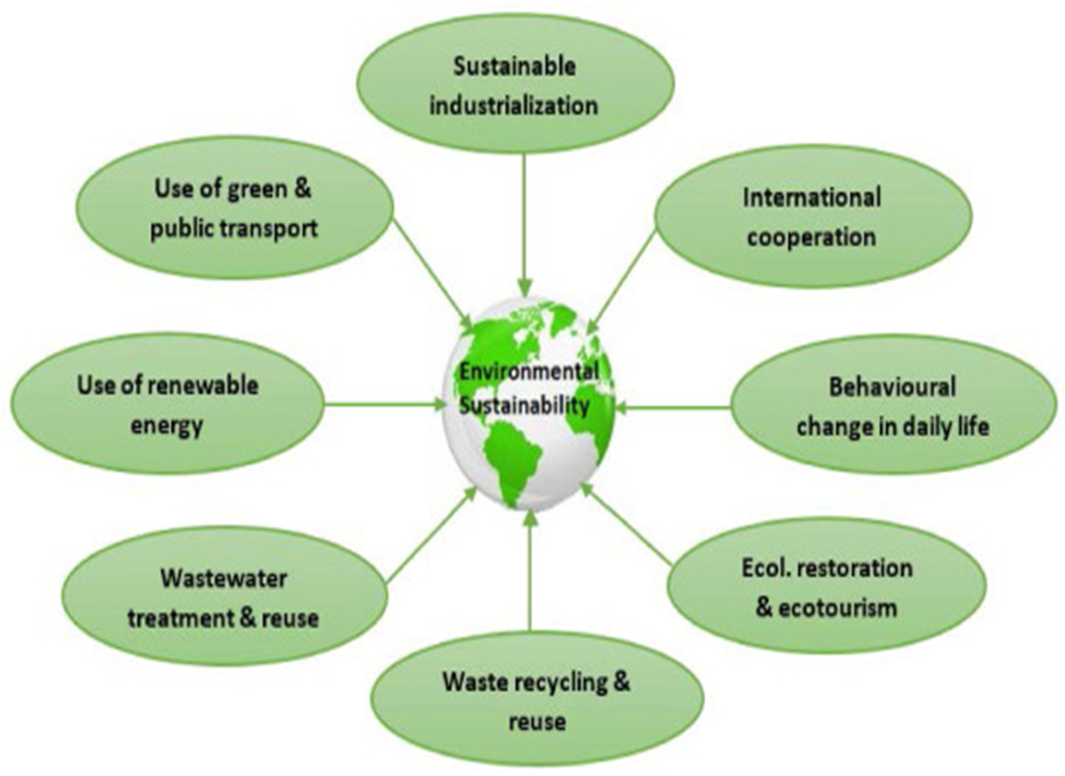 Sustainable
industrialization
Use of green &
public transport
International
cooperation
Environmental
Sustainability
Use of renewable
energy
Behavioural
change in daily life
Wastewater
treatment & reuse
Ecol. restoration
& ecotourism
Waste recycling &
reuse